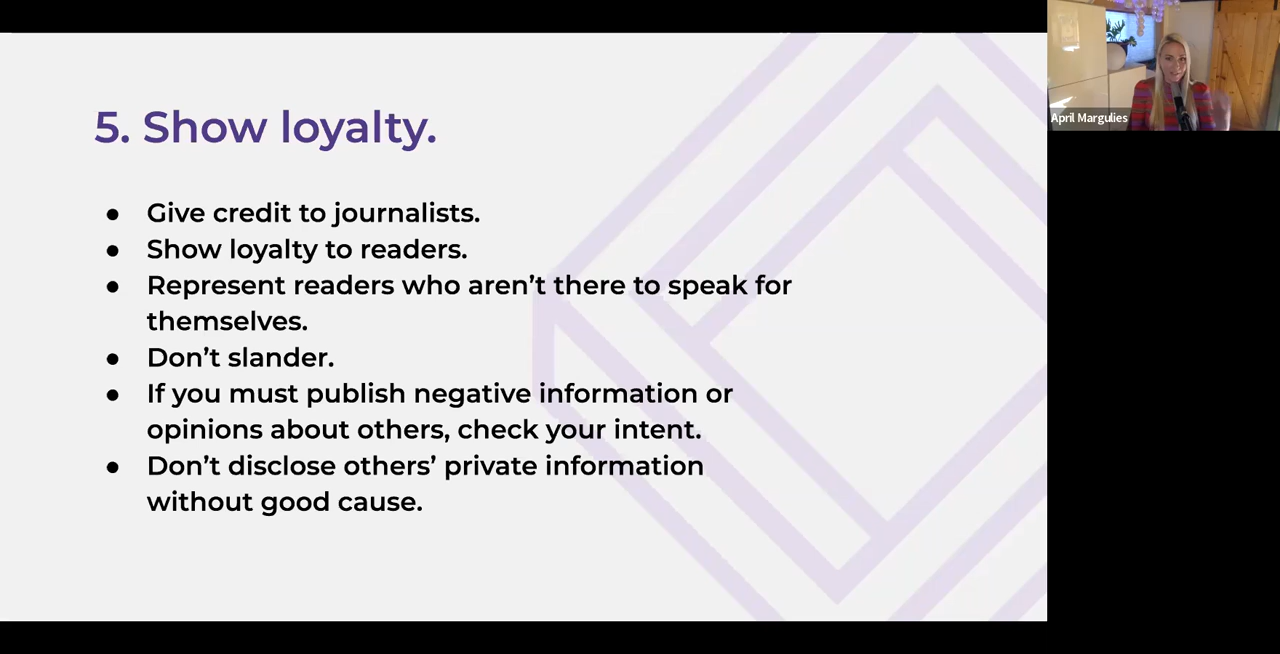 5. Show loyalty.
● Give credit to journalists.
● Show loyalty to readers.
● Represent readers who aren’t there to speak for
themselves.
● Don’t slander.
● If you must publish negative information or
opinions about others, check your intent.
● Don’t disclose others’ private information
without good cause.
April Margulies